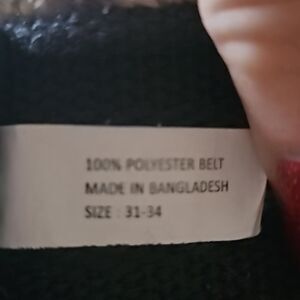 100% POLYESTER BELT
MADE IN BANGLADESH
SIZE : 31-34